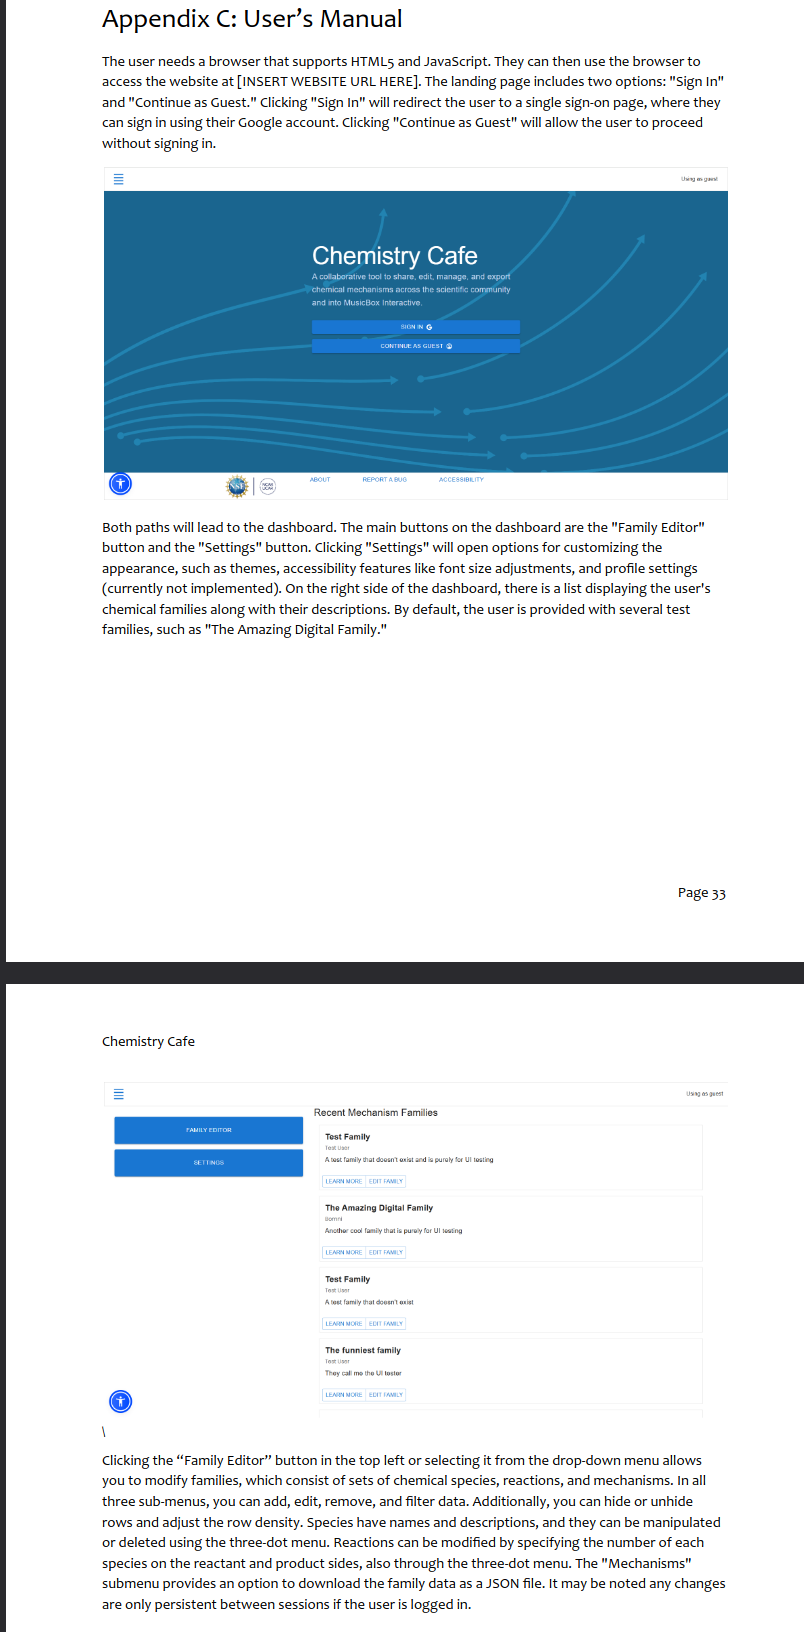 Appendix C: User’s Manual
The user needs a browser that supports HTML5 and JavaScript. They can then use the browser to
access the website at [INSERT WEBSITE URL HERE]. The landing page includes two options: "Sign In"
and "Continue as Guest." Clicking "Sign In" will redirect the user to a single sign-on page, where they
can sign in using their Google account. Clicking "Continue as Guest" will allow the user to proceed
without signing in.
Using as guest
Chemistry Cafe
A collaborative tool to share, edit, manage, and export
chemical mechanisms across the scientific community
and into MusicBox Interactive.
SIGN IN G
CONTINUE AS GUEST
NSF
NCAR
UCAR
ABOUT REPORT A BUG ACCESSIBILITY
Both paths will lead to the dashboard. The main buttons on the dashboard are the "Family Editor"
button and the "Settings" button. Clicking "Settings" will open options for customizing the
appearance, such as themes, accessibility features like font size adjustments, and profile settings
(currently not implemented). On the right side of the dashboard, there is a list displaying the user's
chemical families along with their descriptions. By default, the user is provided with several test
families, such as "The Amazing Digital Family."
Page 33
Chemistry Cafe
Using as guest
FAMILY EDITOR
SETTINGS
Recent Mechanism Families
Test Family
Test User
A test family that doesn't exist and is purely for UI testing
LEARN MORE EDIT FAMILY
The Amazing Digital Family
Another cool family that is purely for UI testing
LEARN MORE EDIT FAMILY
Test Family
Test User
A test family that doesn't exist
LEARN MORE EDIT FAMILY
The funniest family
Test User
They call me the UI tester
LEARN MORE EDIT FAMILY
\
Clicking the “Family Editor” button in the top left or selecting it from the drop-down menu allows
you to modify families, which consist of sets of chemical species, reactions, and mechanisms. In all
three sub-menus, you can add, edit, remove, and filter data. Additionally, you can hide or unhide
rows and adjust the row density. Species have names and descriptions, and they can be manipulated
or deleted using the three-dot menu. Reactions can be modified by specifying the number of each
species on the reactant and product sides, also through the three-dot menu. The "Mechanisms"
submenu provides an option to download the family data as a JSON file. It may be noted any changes
are only persistent between sessions if the user is logged in.